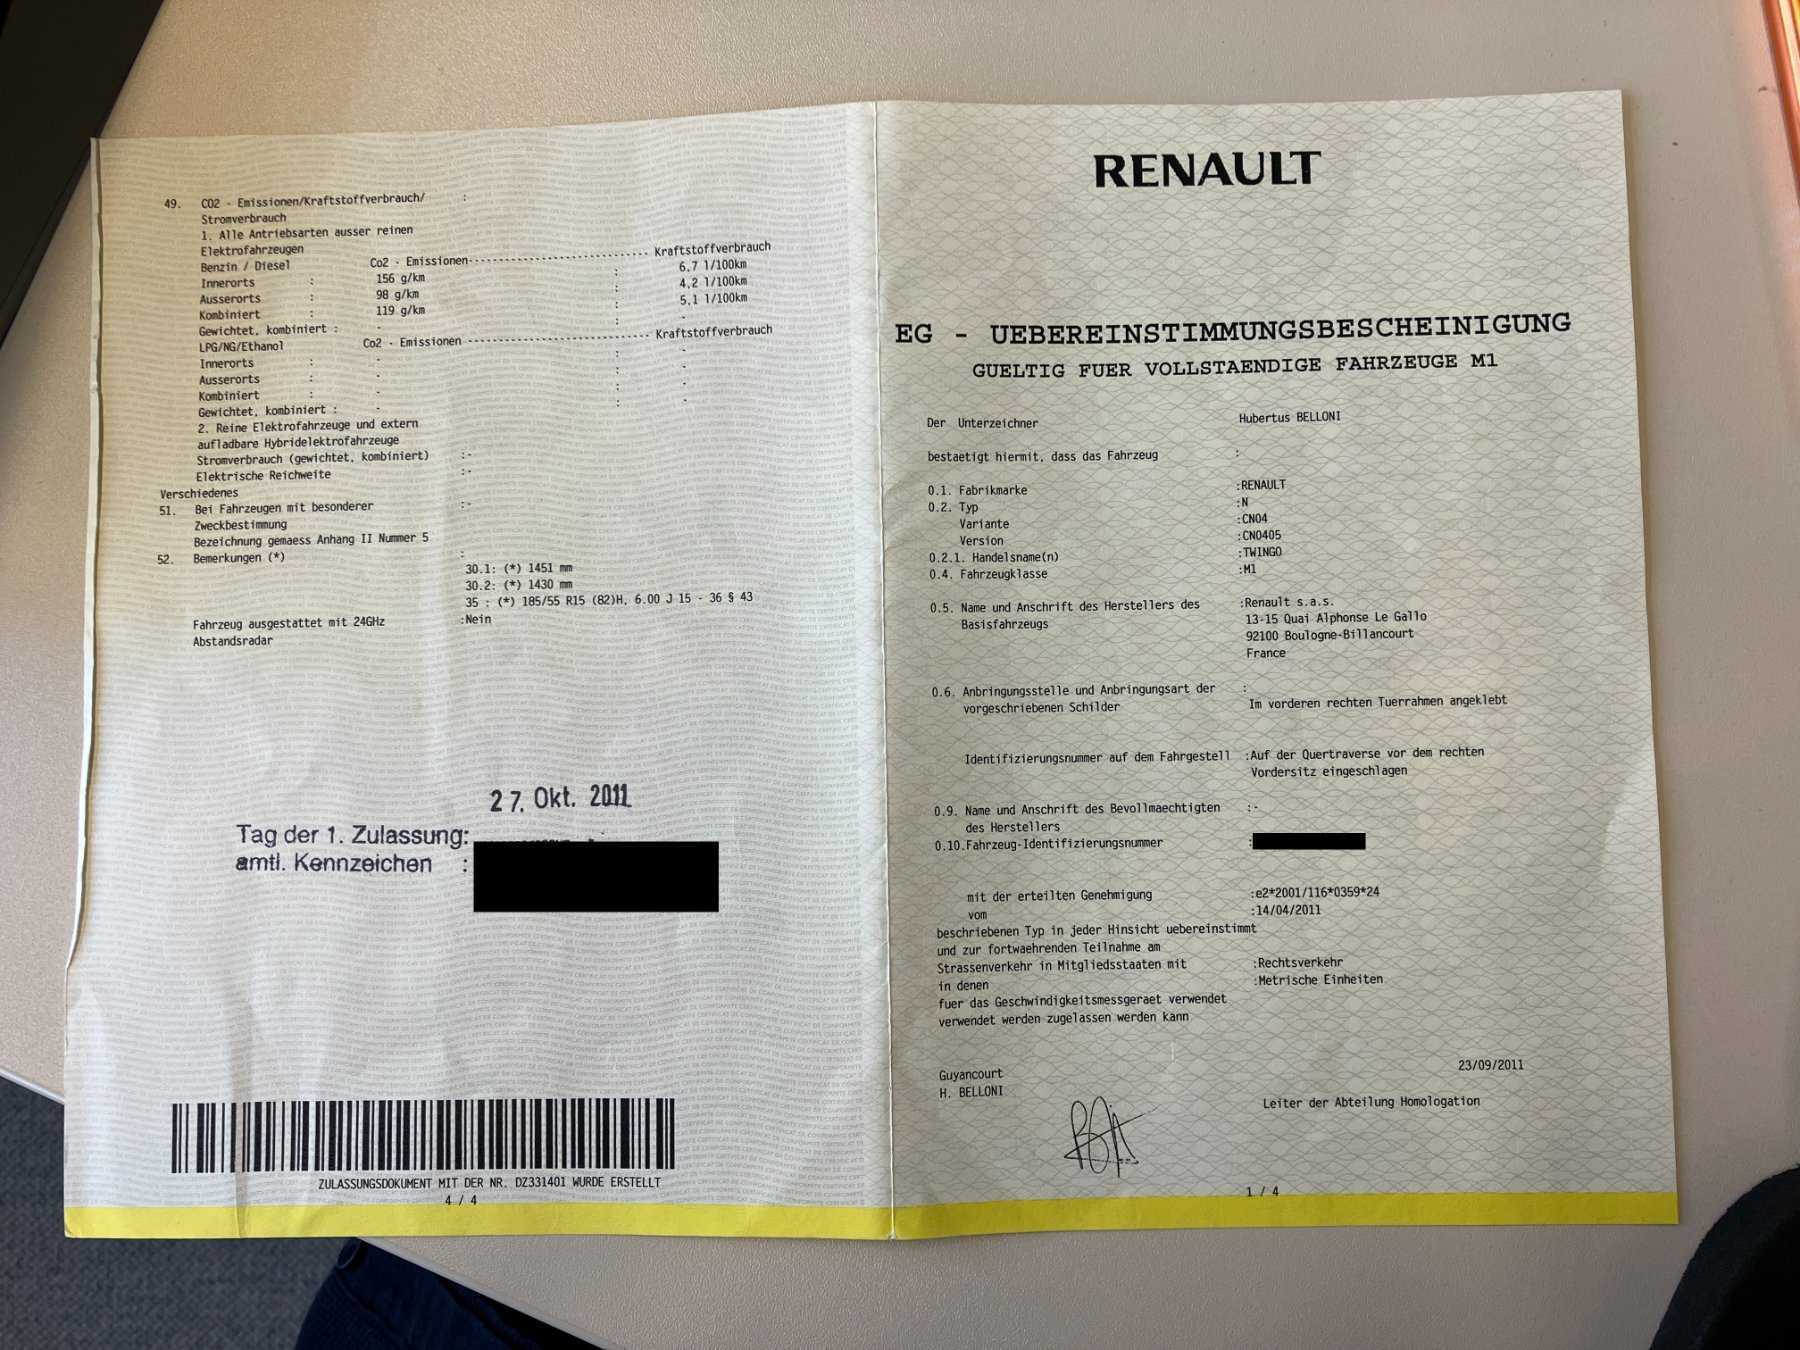 49. CO2 - Emissionen/Kraftstoffverbrauch/ :
Stromverbrauch
1. Alle Antriebsarten ausser reinen
Elektrofahrzeugen
Benzin / Diesel Co2 - Emissionen Kraftstoffverbrauch
Innerorts : 156 g/km : 6,7 l/100km
Ausserorts : 98 g/km : 4,2 l/100km
Kombiniert : 119 g/km : 5,1 l/100km
Gewichtet, kombiniert : - : -
LPG/NG/Ethanol Co2 - Emissionen Kraftstoffverbrauch
Innerorts : - : -
Ausserorts : - : -
Kombiniert : - : -
Gewichtet, kombiniert : - : -
2. Reine Elektrofahrzeuge und extern
aufladbare Hybridelektrofahrzeuge
Stromverbrauch (gewichtet, kombiniert) :-
Elektrische Reichweite :-
Verschiedenes
51. Bei Fahrzeugen mit besonderer :-
Zweckbestimmung
Bezeichnung gemaess Anhang II Nummer 5
52. Bemerkungen (*) :
30.1: (*) 1451 mm
30.2: (*) 1430 mm
35 : (*) 185/55 R15 (82)H, 6.00 J 15 - 36 § 43
Fahrzeug ausgestattet mit 24GHz :Nein
Abstandsradar
27. Okt. 2011
Tag der 1. Zulassung:
amtl. Kennzeichen :
ZULASSUNGSDOKUMENT MIT DER NR. DZ331401 WURDE ERSTELLT
4 / 4
RENAULT
EG - UEBEREINSTIMMUNGSBESCHEINIGUNG
GUELTIG FUER VOLLSTAENDIGE FAHRZEUGE M1
Der Unterzeichner Hubertus BELLONI
bestaetigt hiermit, dass das Fahrzeug :
0.1. Fabrikmarke :RENAULT
0.2. Typ :N
Variante :CN04
Version :CN0405
0.2.1. Handelsname(n) :TWINGO
0.4. Fahrzeugklasse :M1
0.5. Name und Anschrift des Herstellers des :Renault s.a.s.
Basisfahrzeugs 13-15 Quai Alphonse Le Gallo
92100 Boulogne-Billancourt
France
0.6. Anbringungsstelle und Anbringungsart der :
vorgeschriebenen Schilder Im vorderen rechten Tuerrahmen angeklebt
Identifizierungsnummer auf dem Fahrgestell :Auf der Quertraverse vor dem rechten
Vordersitz eingeschlagen
0.9. Name und Anschrift des Bevollmaechtigten :-
des Herstellers
0.10.Fahrzeug-Identifizierungsnummer :
mit der erteilten Genehmigung :e2*2001/116*0359*24
vom :14/04/2011
beschriebenen Typ in jeder Hinsicht uebereinstimmt
und zur fortwaehrenden Teilnahme am
Strassenverkehr in Mitgliedsstaaten mit :Rechtsverkehr
in denen :Metrische Einheiten
fuer das Geschwindigkeitsmessgeraet verwendet
verwendet werden zugelassen werden kann
Guyancourt 23/09/2011
H. BELLONI
Leiter der Abteilung Homologation
1 / 4